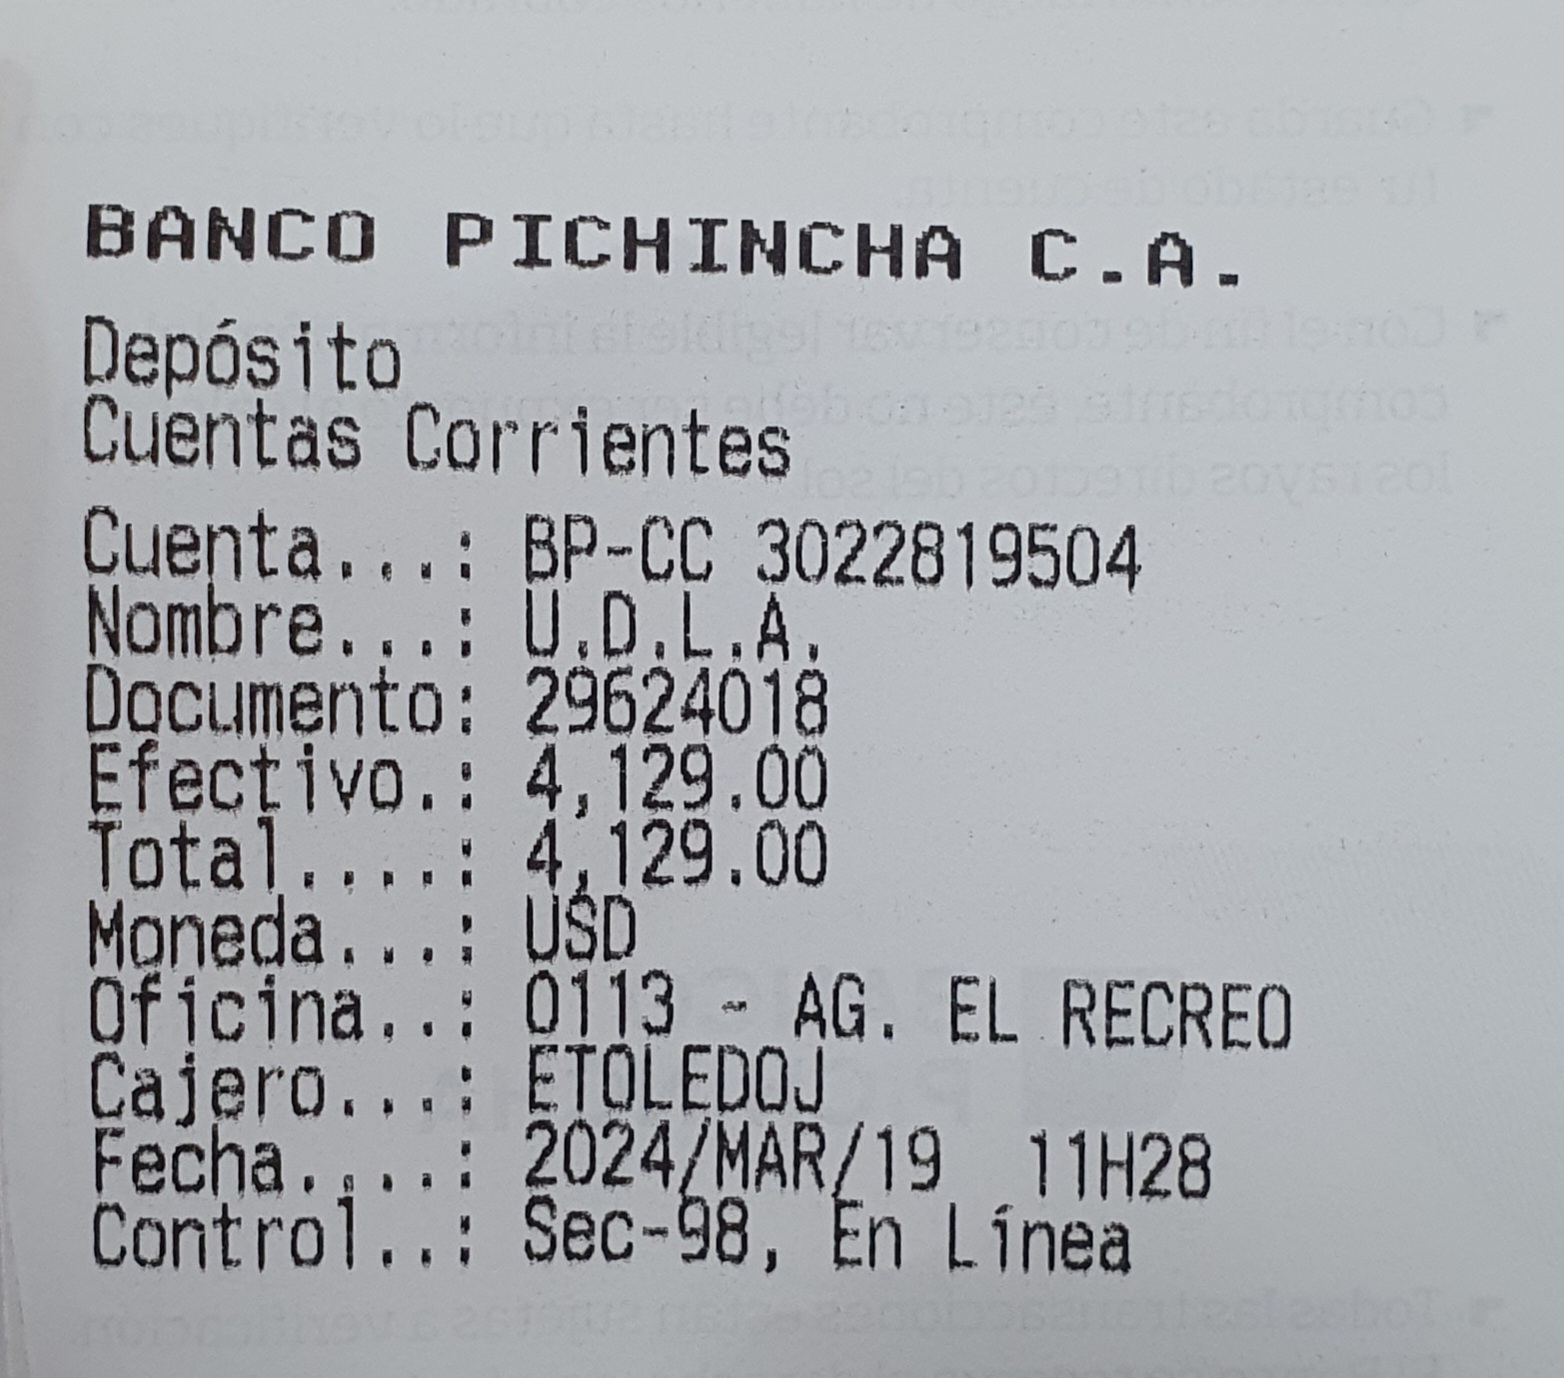 BANCO PICHINCHA C.A.
Depósito
Cuentas Corrientes
Cuenta...: BP-CC 3022819504
Nombre...: U.D.L.A.
Documento: 29624018
Efectivo.: 4,129.00
Total....: 4,129.00
Moneda...: USD
Oficina..: 0113 - AG. EL RECREO
Cajero...: ETOLEDOJ
Fecha....: 2024/MAR/19  11H28
Control..: Sec-98, En Línea